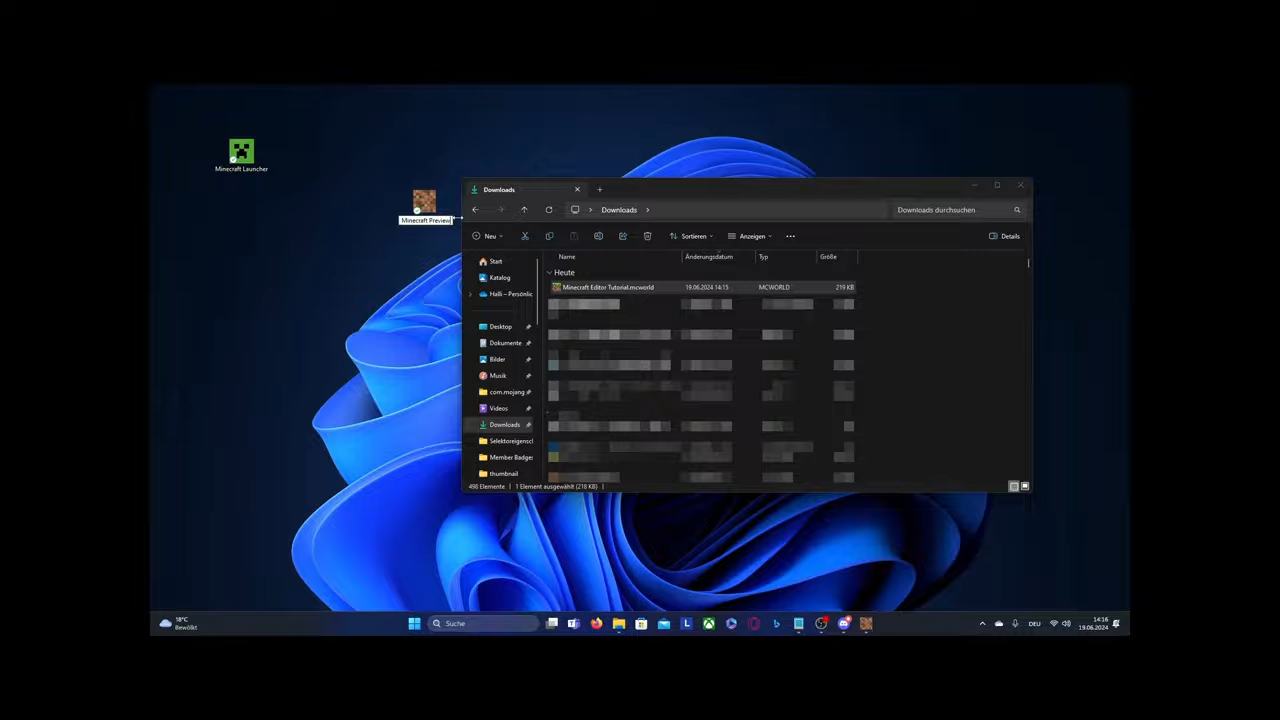 Minecraft Launcher
Minecraft Preview
Downloads
Downloads
Downloads durchsuchen
Neu
Sortieren
Anzeigen
Details
Name
Änderungsdatum
Typ
Größe
Start
Katalog
Halli – Persönlic
Desktop
Dokumente
Bilder
Musik
com.mojang
Videos
Downloads
Selektoreigenscl
Member Badge
thumbnail
Heute
Minecraft Editor Tutorial.mcworld
19.06.2024 14:15
MCWORLD
219 KB
498 Elemente
1 Element ausgewählt (218 KB)
18°C
Bewölkt
Suche
DEU
14:16
19.06.2024